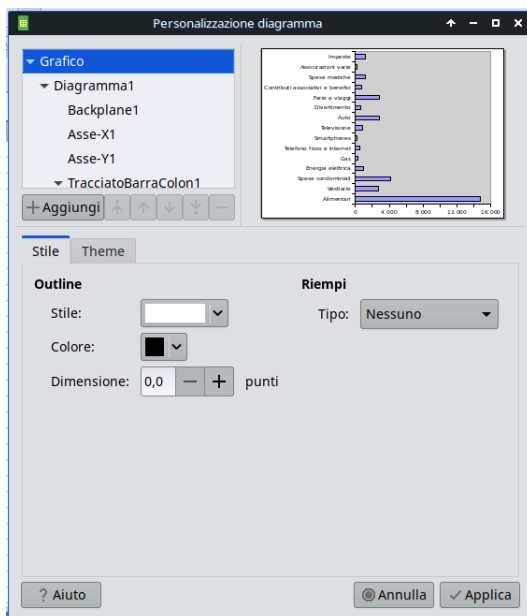 Personalizzazione diagramma
Grafico
Diagramma1
Backplane1
Asse-X1
Asse-Y1
TracciatoBarraColon1
Aggiungi
Imposte
Assicurazioni varie
Spese mediche
Contributi associativi e benefici
Ferie e viaggi
Divertimento
Auto
Televisione
Smartphones
Telefono fisso e internet
Gas
Energia elettrica
Spese condominiali
Vestiario
Alimentari
0 4.000 8.000 12.000 16.000
Stile Theme
Outline Riempi
Stile: Tipo: Nessuno
Colore:
Dimensione: 0,0 punti
? Aiuto Annulla Applica